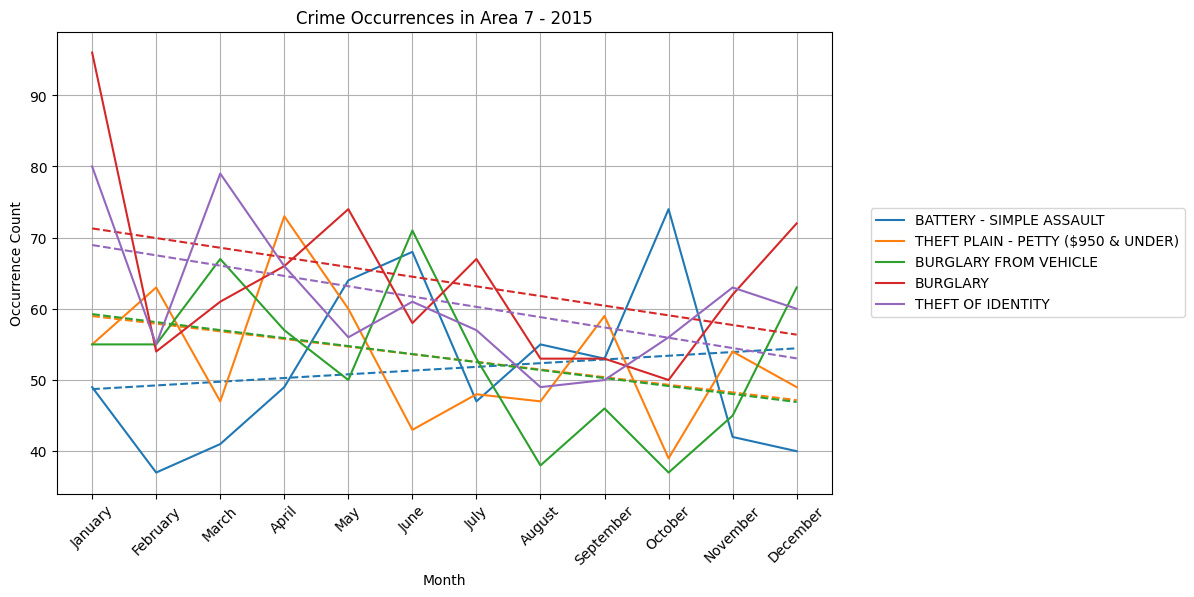 Crime Occurrences in Area 7 - 2015
Occurrence Count
90
80
70
60
50
40
January
February
March
April
May
June
July
August
September
October
November
December
Month
BATTERY - SIMPLE ASSAULT
THEFT PLAIN - PETTY ($950 & UNDER)
BURGLARY FROM VEHICLE
BURGLARY
THEFT OF IDENTITY